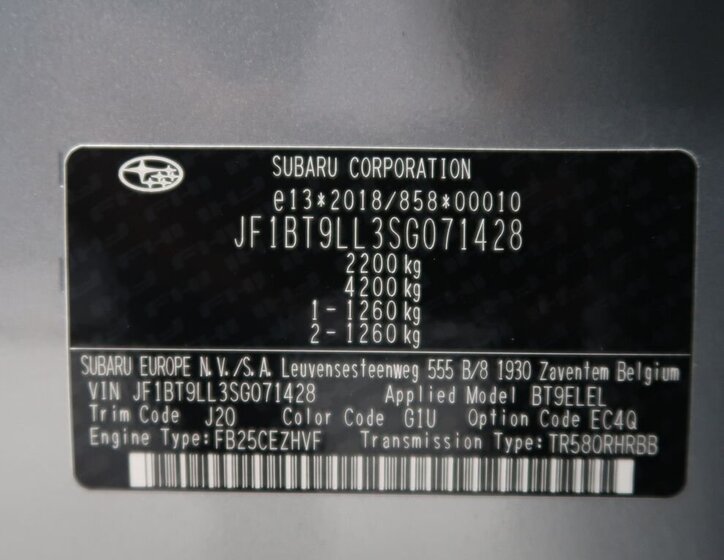 SUBARU CORPORATION
e13*2018/858*00010
JF1BT9LL3SG071428
2200 kg
4200 kg
1 - 1260 kg
2 - 1260 kg
SUBARU EUROPE N.V./S.A. Leuvensesteenweg 555 B/8 1930 Zaventem Belgium
VIN JF1BT9LL3SG071428 Applied Model BT9ELEL
Trim Code J20 Color Code G1U Option Code EC4Q
Engine Type:FB25CEZHVF Transmission Type:TR580RHRBB